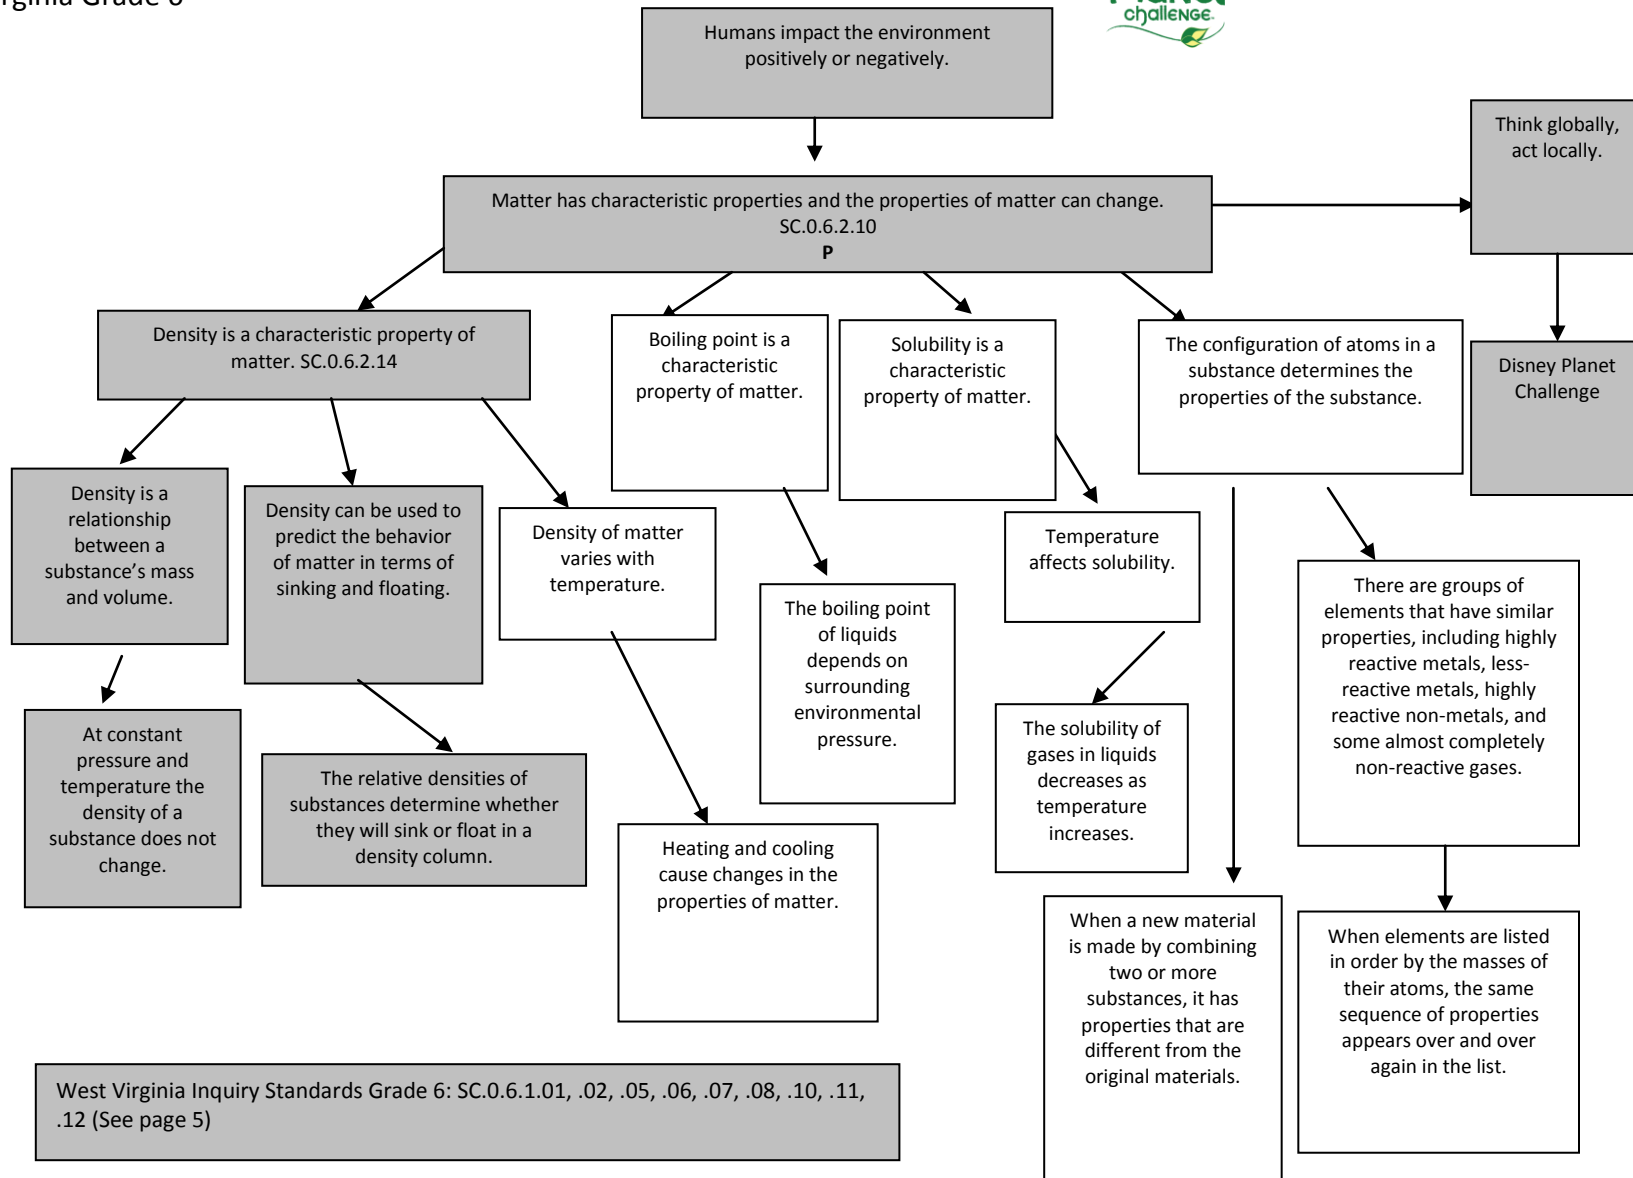 Humans impact the environment
positively or negatively.
challenge
Think globally,
act locally.
Matter has characteristic properties and the properties of matter can change.
SC.0.6.2.10
P
Density is a characteristic property of
matter. SC.0.6.2.14
Boiling point is a
characteristic
property of matter.
Solubility is a
characteristic
property of matter.
The configuration of atoms in a
substance determines the
properties of the substance.
Disney Planet
Challenge
Density is a
relationship
between a
substance’s mass
and volume.
Density can be used to
predict the behavior
of matter in terms of
sinking and floating.
Density of matter
varies with
temperature.
Temperature
affects solubility.
The boiling point
of liquids
depends on
surrounding
environmental
pressure.
There are groups of
elements that have similar
properties, including highly
reactive metals, less-
reactive metals, highly
reactive non-metals, and
some almost completely
non-reactive gases.
At constant
pressure and
temperature the
density of a
substance does not
change.
The relative densities of
substances determine whether
they will sink or float in a
density column.
The solubility of
gases in liquids
decreases as
temperature
increases.
Heating and cooling
cause changes in the
properties of matter.
When a new material
is made by combining
two or more
substances, it has
properties that are
different from the
original materials.
When elements are listed
in order by the masses of
their atoms, the same
sequence of properties
appears over and over
again in the list.
West Virginia Inquiry Standards Grade 6: SC.0.6.1.01, .02, .05, .06, .07, .08, .10, .11,
.12 (See page 5)